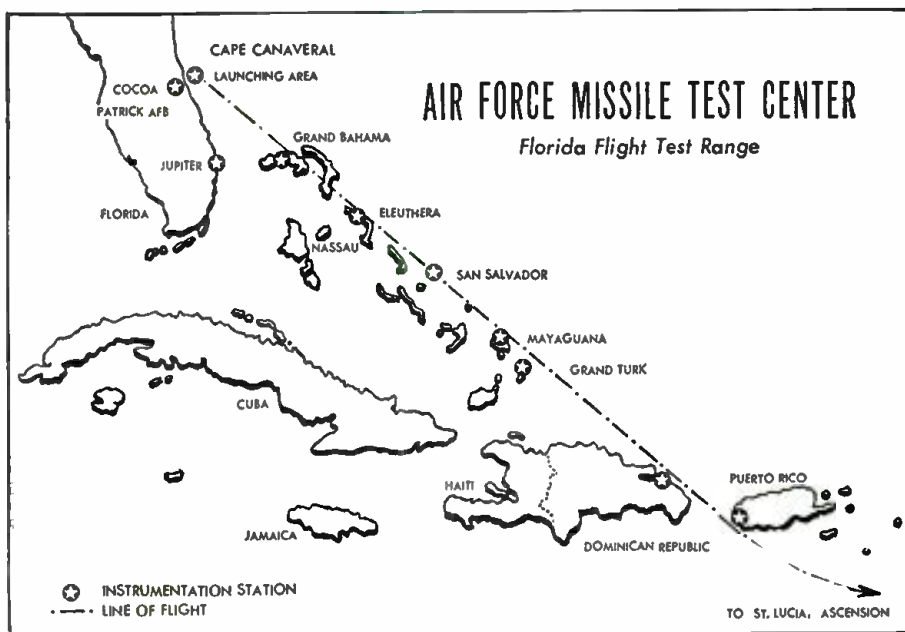 CAPE CANAVERAL
LAUNCHING AREA
COCOA
PATRICK AFB
AIR FORCE MISSILE TEST CENTER
Florida Flight Test Range
GRAND BAHAMA
JUPITER
FLORIDA
ELEUTHERA
NASSAU
SAN SALVADOR
MAYAGUANA
GRAND TURK
CUBA
HAITI
PUERTO RICO
JAMAICA
DOMINICAN REPUBLIC
INSTRUMENTATION STATION
LINE OF FLIGHT
TO ST. LUCIA, ASCENSION